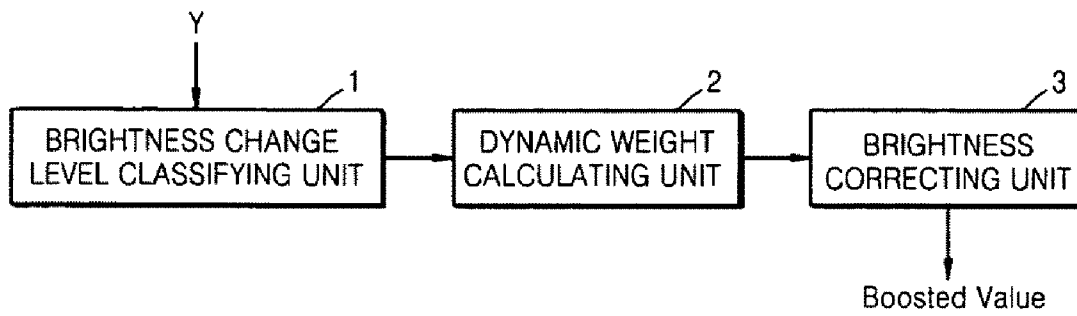 Y
1
BRIGHTNESS CHANGE
LEVEL CLASSIFYING UNIT
2
DYNAMIC WEIGHT
CALCULATING UNIT
3
BRIGHTNESS
CORRECTING UNIT
Boosted Value